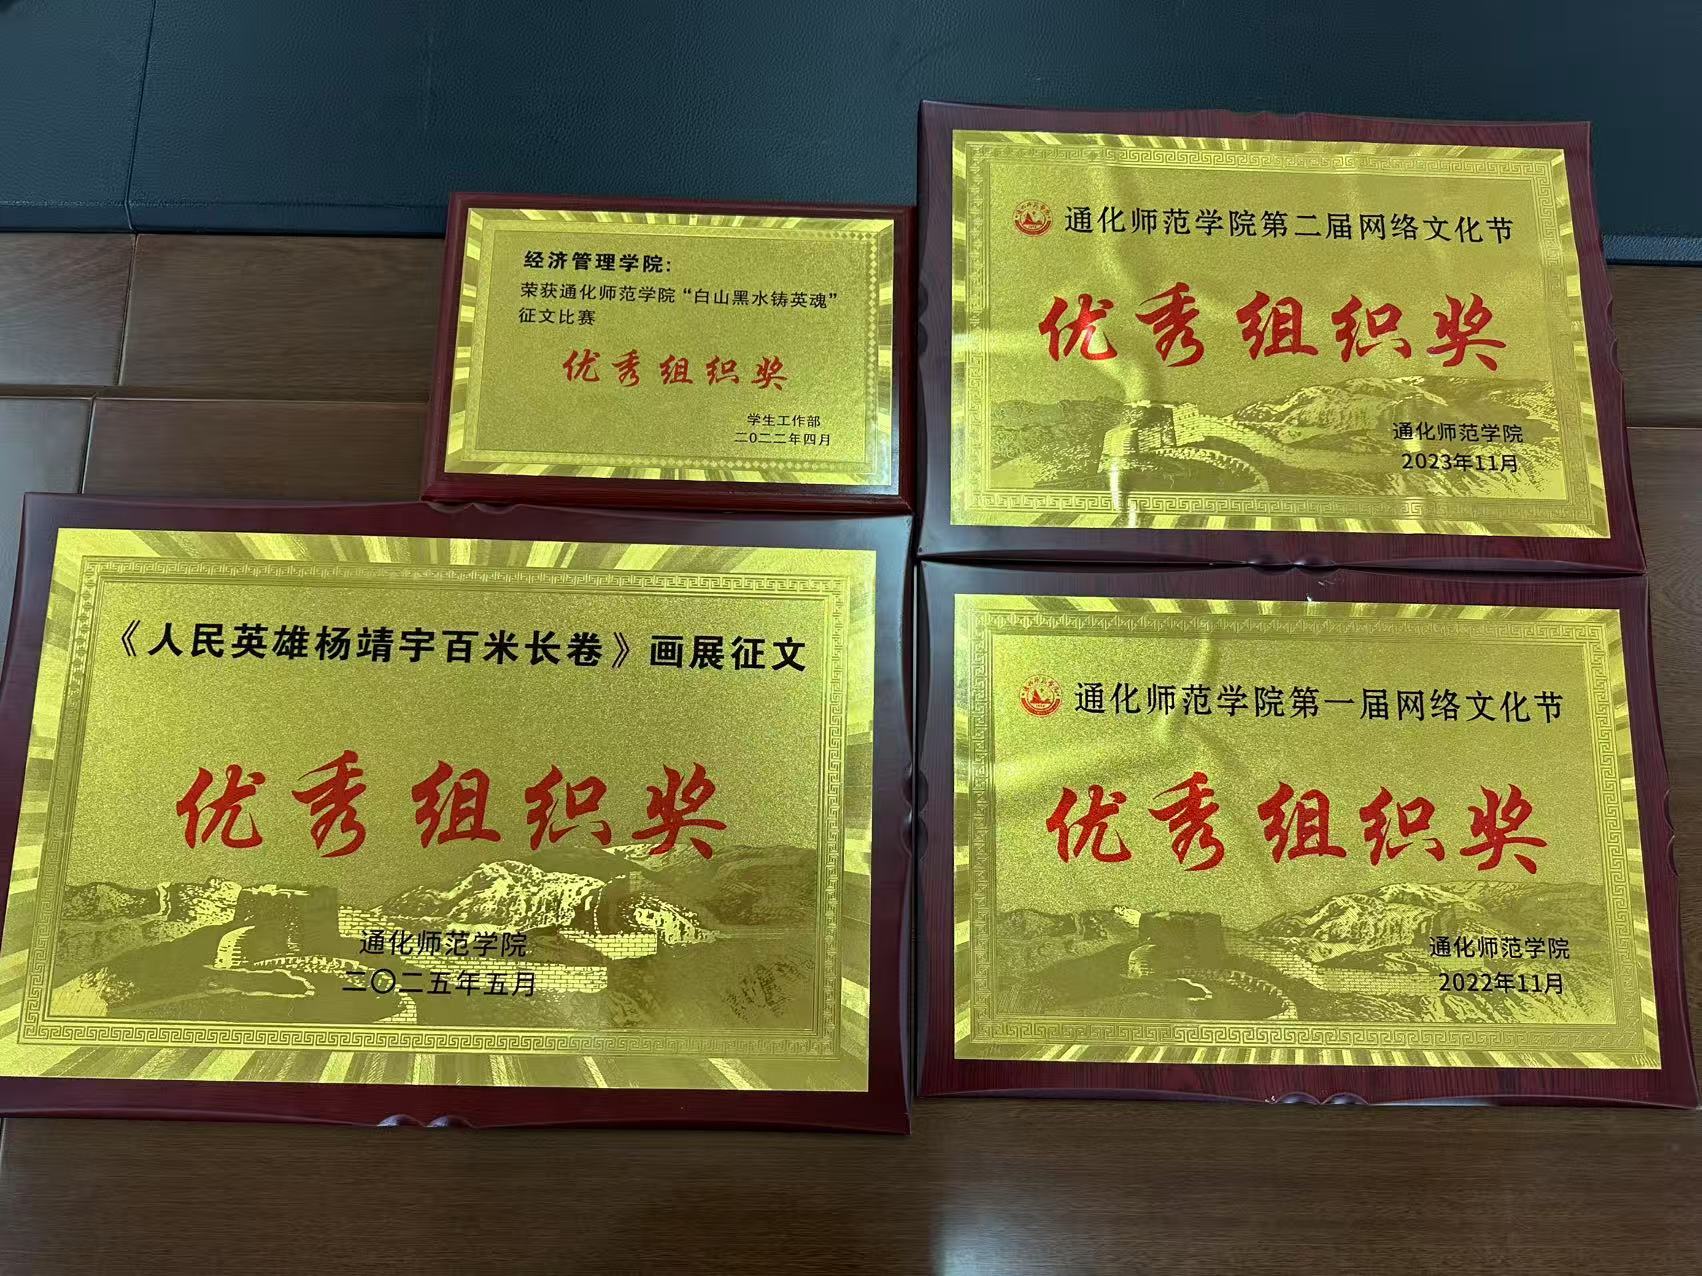 经济管理学院：
荣获通化师范学院“白山黑水铸英魂”
征文比赛
优秀组织奖
学生工作部
二〇二二年四月
通化师范学院第二届网络文化节
优秀组织奖
通化师范学院
2023年11月
《人民英雄杨靖宇百米长卷》画展征文
优秀组织奖
通化师范学院
二〇二五年五月
通化师范学院第一届网络文化节
优秀组织奖
通化师范学院
2022年11月